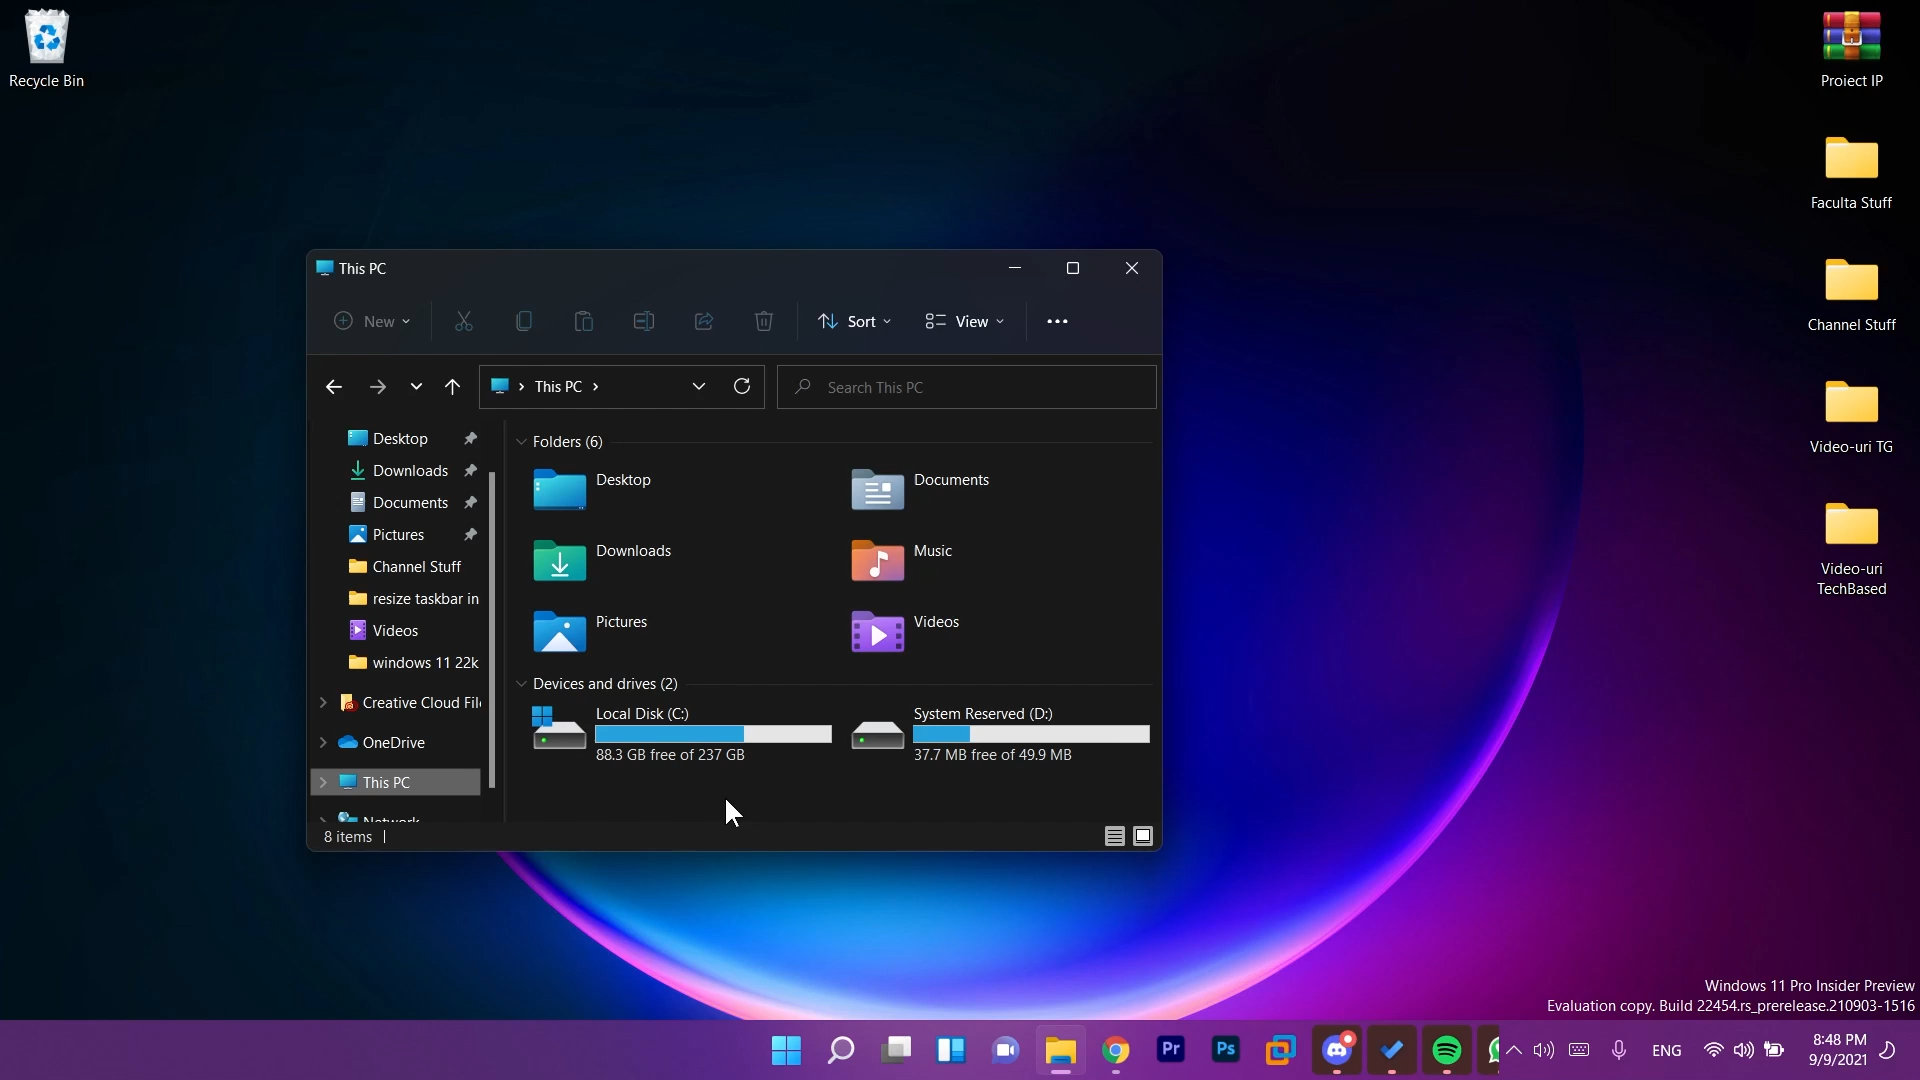 Recycle Bin
Proiect IP
Faculta Stuff
Channel Stuff
Video-uri TG
Video-uri
TechBased
This PC
New
Sort
View
This PC
Search This PC
Desktop
Downloads
Documents
Pictures
Channel Stuff
resize taskbar in
Videos
windows 11 22k
Creative Cloud File
OneDrive
This PC
Network
Folders (6)
Desktop
Documents
Downloads
Music
Pictures
Videos
Devices and drives (2)
Local Disk (C:)
88.3 GB free of 237 GB
System Reserved (D:)
37.7 MB free of 49.9 MB
8 items
Windows 11 Pro Insider Preview
Evaluation copy. Build 22454.rs_prerelease.210903-1516
Pr
Ps
ENG
8:48 PM
9/9/2021